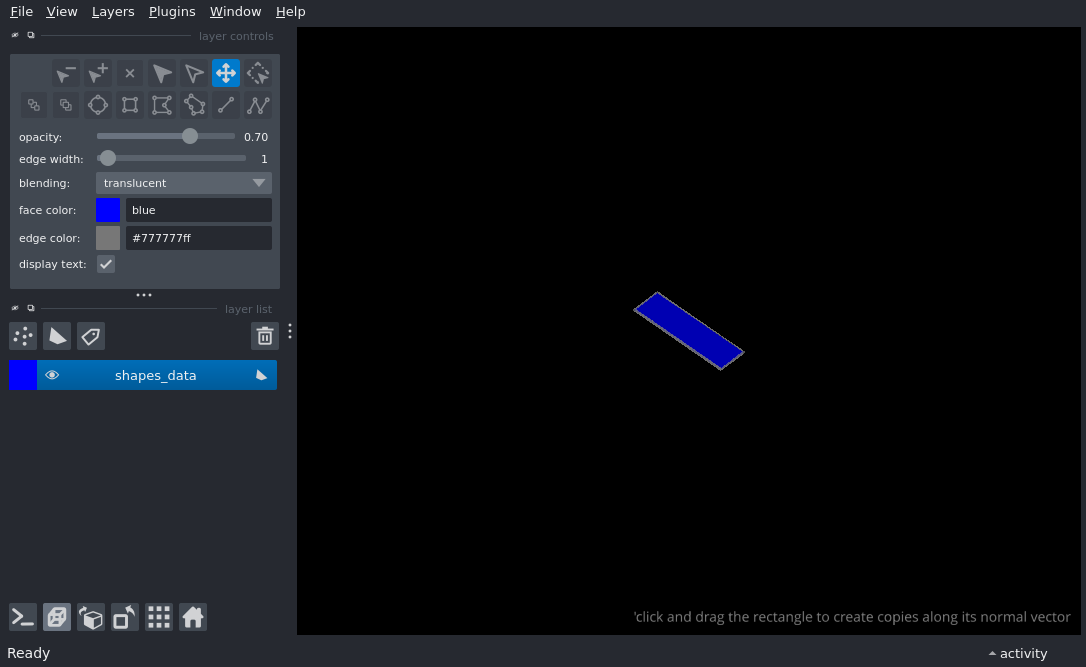 File View Layers Plugins Window Help
layer controls
opacity: 0.70
edge width: 1
blending: translucent
face color: blue
edge color: #777777ff
display text:
layer list
shapes_data
'click and drag the rectangle to create copies along its normal vector
Ready activity